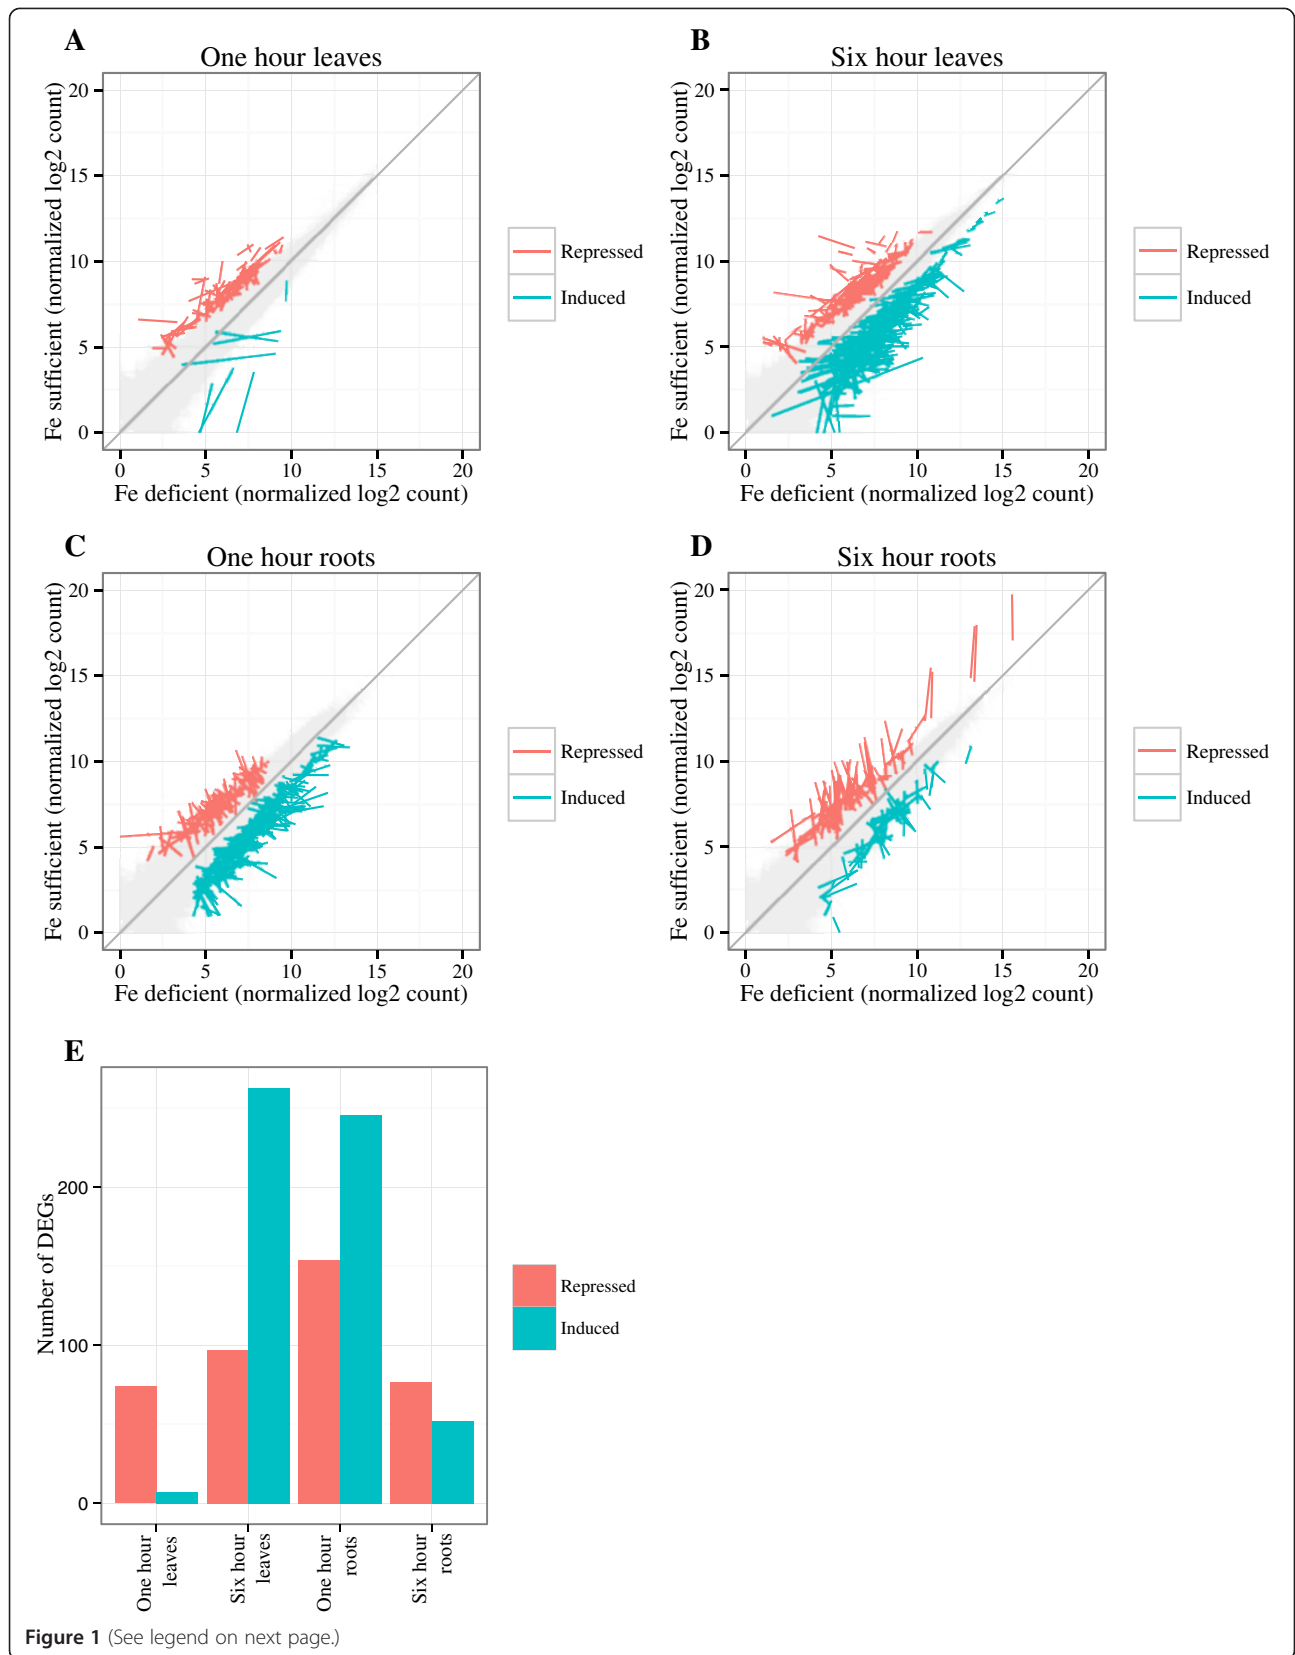 A
One hour leaves
Fe sufficient (normalized log2 count)
20
15
10
5
0
0 5 10 15 20
Fe deficient (normalized log2 count)
Repressed
Induced
B
Six hour leaves
Fe sufficient (normalized log2 count)
20
15
10
5
0
0 5 10 15 20
Fe deficient (normalized log2 count)
Repressed
Induced
C
One hour roots
Fe sufficient (normalized log2 count)
20
15
10
5
0
0 5 10 15 20
Fe deficient (normalized log2 count)
Repressed
Induced
D
Six hour roots
Fe sufficient (normalized log2 count)
20
15
10
5
0
0 5 10 15 20
Fe deficient (normalized log2 count)
Repressed
Induced
E
Number of DEGs
200
100
0
One hour
leaves
Six hour
leaves
One hour
roots
Six hour
roots
Repressed
Induced
Figure 1 (See legend on next page.)